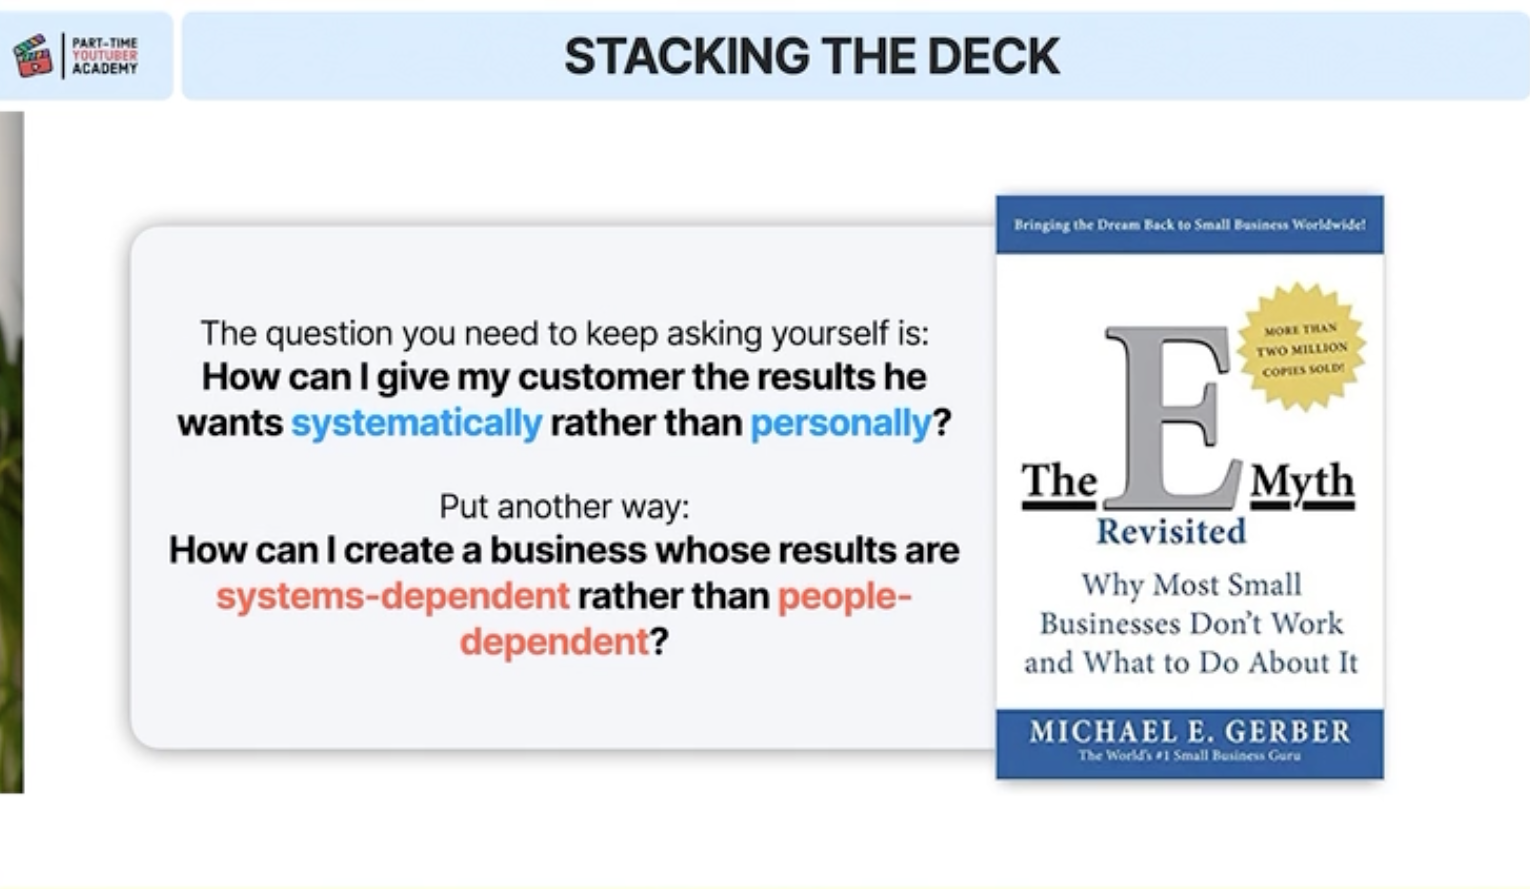 PART-TIME
YOUTUBER
ACADEMY
STACKING THE DECK
The question you need to keep asking yourself is:
How can I give my customer the results he
wants systematically rather than personally?
Put another way:
How can I create a business whose results are
systems-dependent rather than people-
dependent?
Bringing the Dream Back to Small Business Worldwide!
MORE THAN
TWO MILLION
COPIES SOLD!
The E Myth
Revisited
Why Most Small
Businesses Don't Work
and What to Do About It
MICHAEL E. GERBER
The World's #1 Small Business Guru